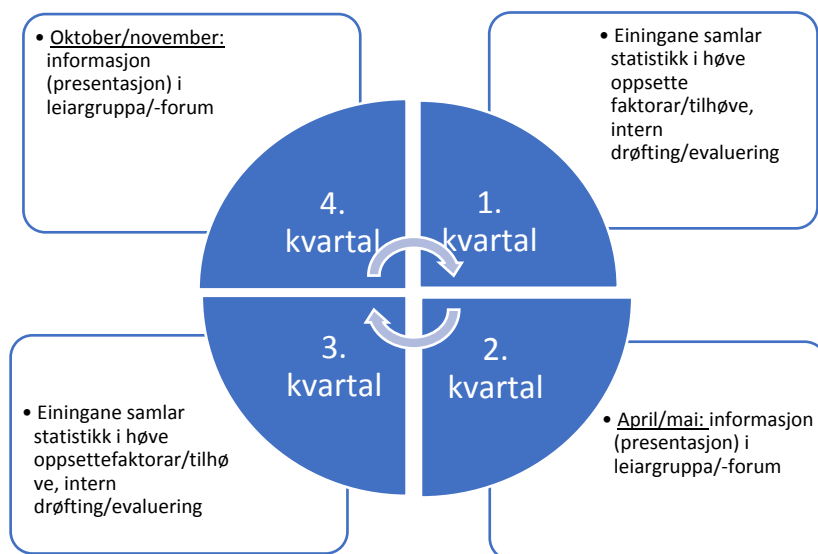 • Oktober/november:
informasjon
(presentasjon) i
leiargruppa/-forum
• Einingane samlar
statistikk i høve
oppsette
faktorar/tilhøve,
intern
drøfting/evaluering
4.
kvartal
1.
kvartal
3.
kvartal
2.
kvartal
• Einingane samlar
statistikk i høve
oppsettefaktorar/tilhø
ve, intern
drøfting/evaluering
• April/mai: informasjon
(presentasjon) i
leiargruppa/-forum